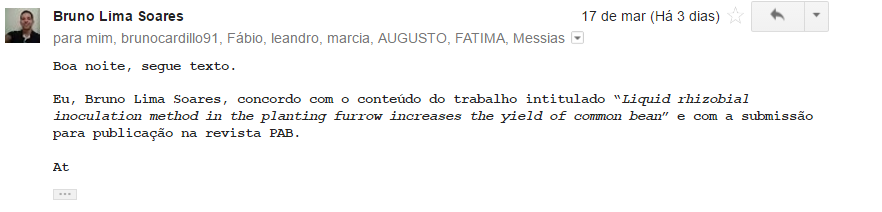 Bruno Lima Soares 17 de mar (Há 3 dias)
para mim, brunocardillo91, Fábio, leandro, marcia, AUGUSTO, FATIMA, Messias
Boa noite, segue texto.
Eu, Bruno Lima Soares, concordo com o conteúdo do trabalho intitulado “Liquid rhizobial
inoculation method in the planting furrow increases the yield of common bean” e com a submissão
para publicação na revista PAB.
At